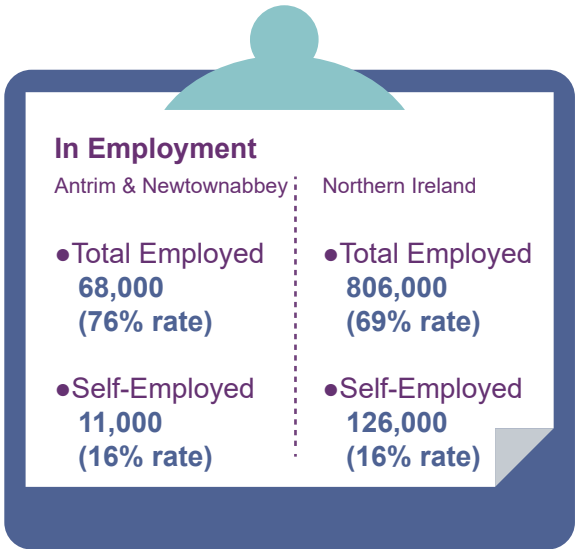 In Employment
Antrim & Newtownabbey
●Total Employed
68,000
(76% rate)
●Self-Employed
11,000
(16% rate)
Northern Ireland
●Total Employed
806,000
(69% rate)
●Self-Employed
126,000
(16% rate)